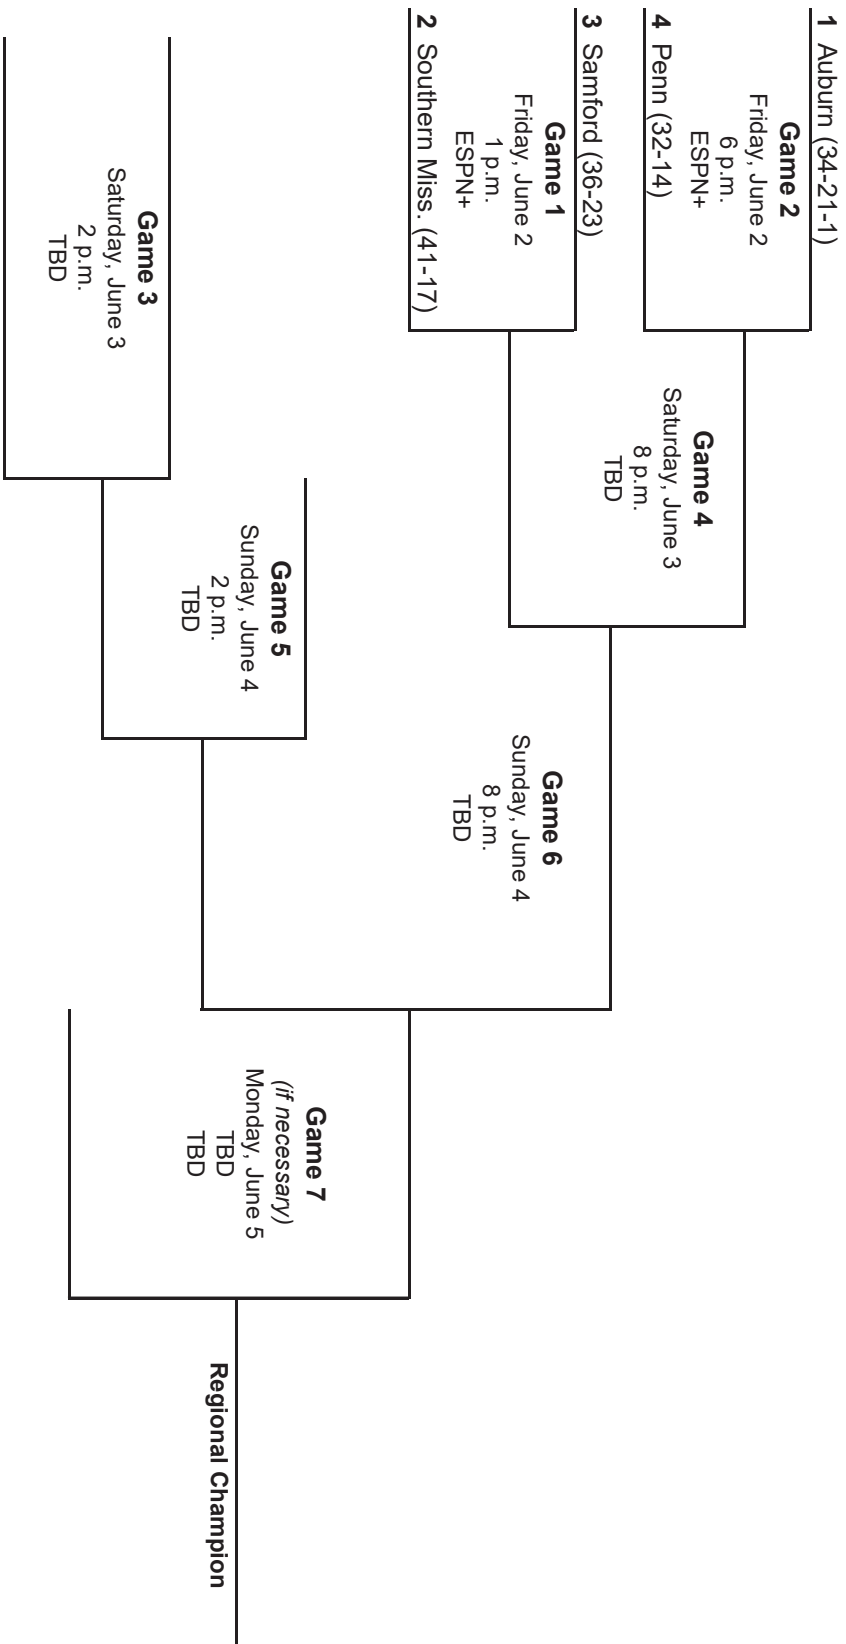 1 Auburn (34-21-1)
Game 2
Friday, June 2
6 p.m.
ESPN+
4 Penn (32-14)
3 Samford (36-23)
Game 1
Friday, June 2
1 p.m.
ESPN+
2 Southern Miss. (41-17)
Game 4
Saturday, June 3
8 p.m.
TBD
Game 3
Saturday, June 3
2 p.m.
TBD
Game 5
Sunday, June 4
2 p.m.
TBD
Game 6
Sunday, June 4
8 p.m.
TBD
Game 7
(if necessary)
Monday, June 5
TBD
TBD
Regional Champion